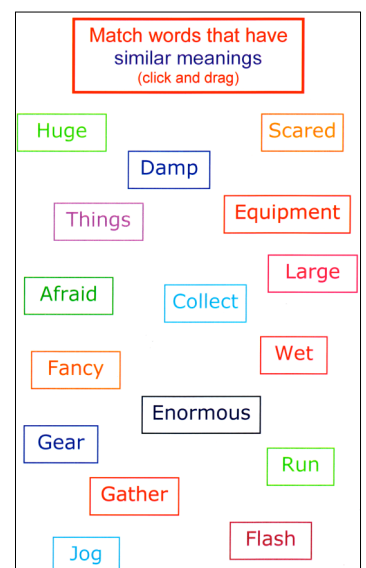 Match words that have
similar meanings
(click and drag)
Huge
Scared
Damp
Things
Equipment
Large
Afraid
Collect
Wet
Fancy
Enormous
Gear
Run
Gather
Flash
Jog